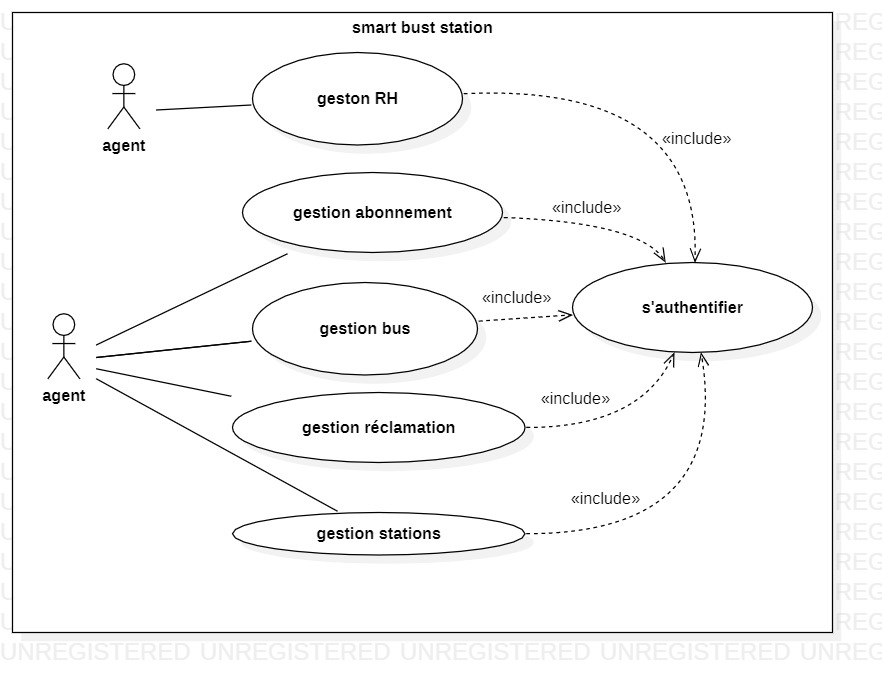 smart bust station
geston RH
agent
«include»
gestion abonnement
«include»
«include»
s'authentifier
gestion bus
agent
«include»
gestion réclamation
«include»
gestion stations
UNREGISTERED UNREGISTERED UNREGISTERED UNREGISTERED UNREG